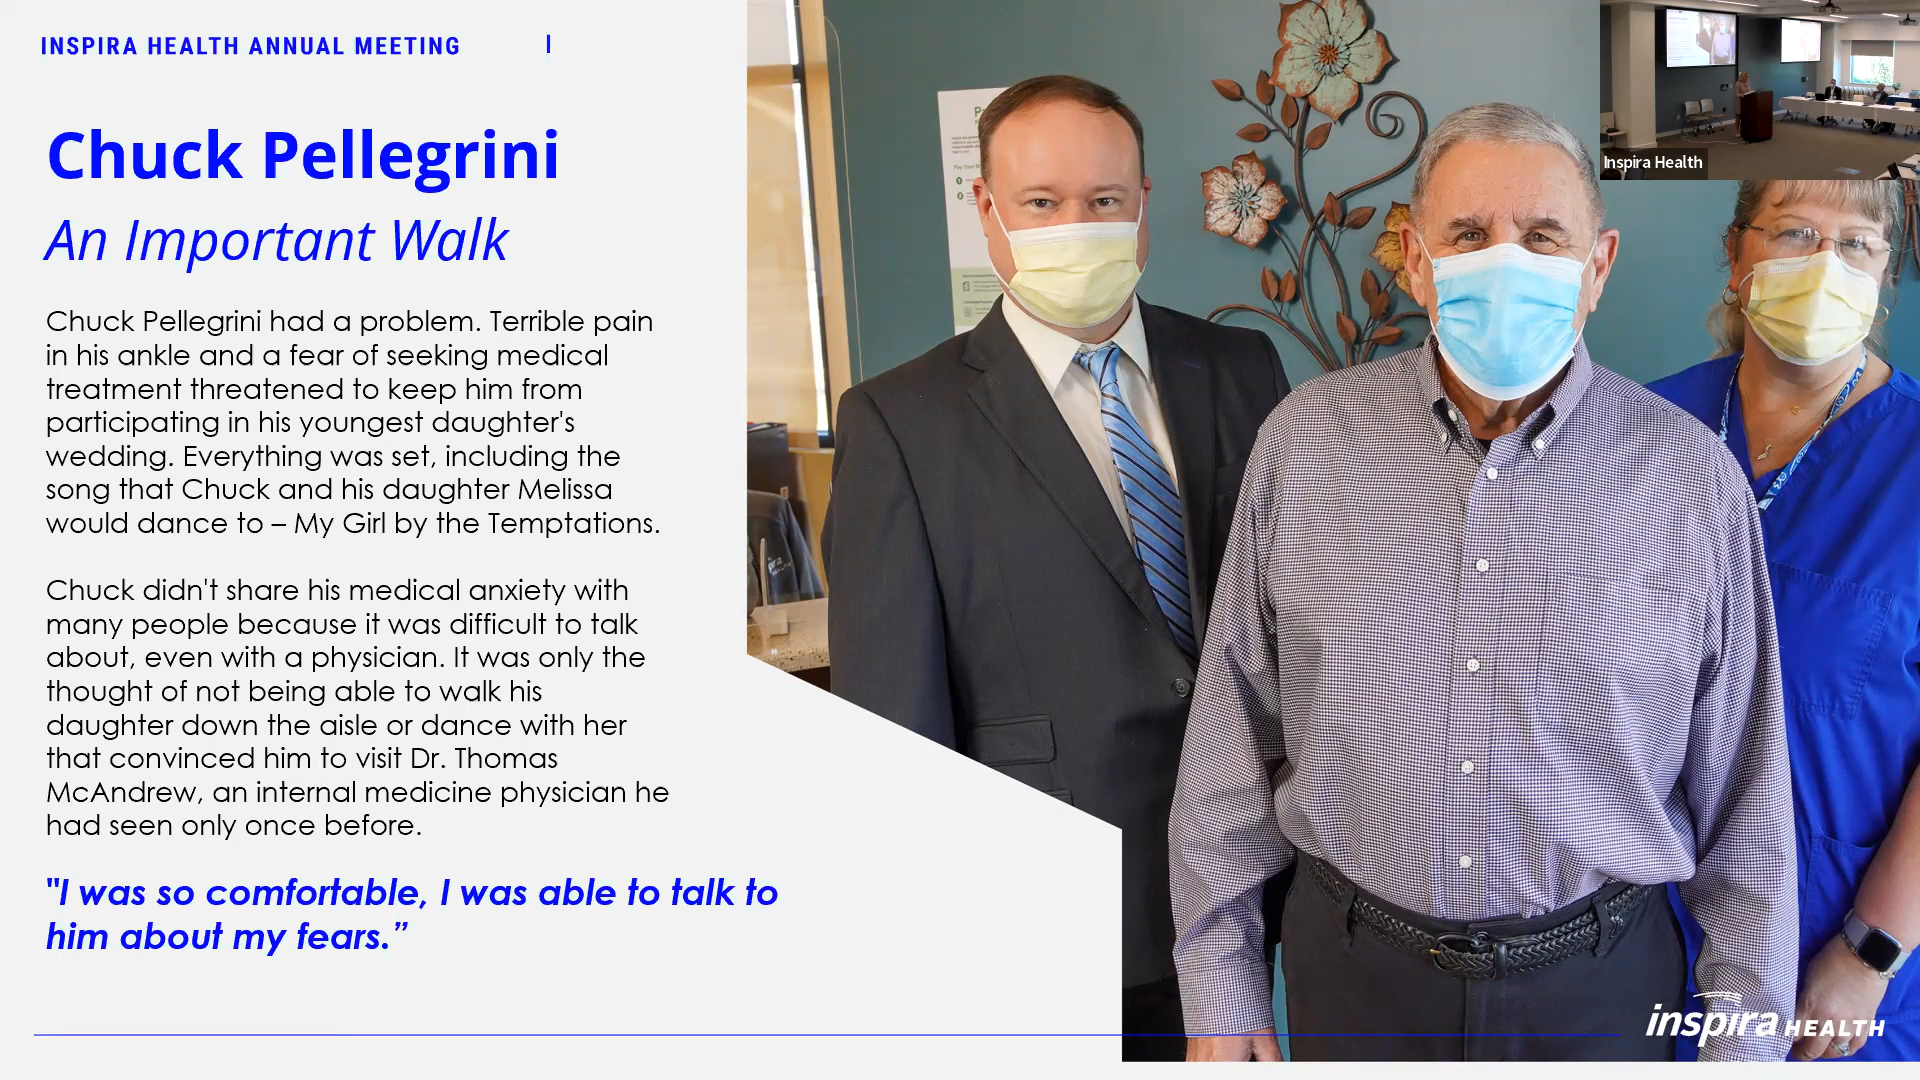 INSPIRA HEALTH ANNUAL MEETING |
Chuck Pellegrini
An Important Walk
Chuck Pellegrini had a problem. Terrible pain
in his ankle and a fear of seeking medical
treatment threatened to keep him from
participating in his youngest daughter's
wedding. Everything was set, including the
song that Chuck and his daughter Melissa
would dance to – My Girl by the Temptations.
Chuck didn't share his medical anxiety with
many people because it was difficult to talk
about, even with a physician. It was only the
thought of not being able to walk his
daughter down the aisle or dance with her
that convinced him to visit Dr. Thomas
McAndrew, an internal medicine physician he
had seen only once before.
"I was so comfortable, I was able to talk to
him about my fears.”
Inspira Health
inspira HEALTH